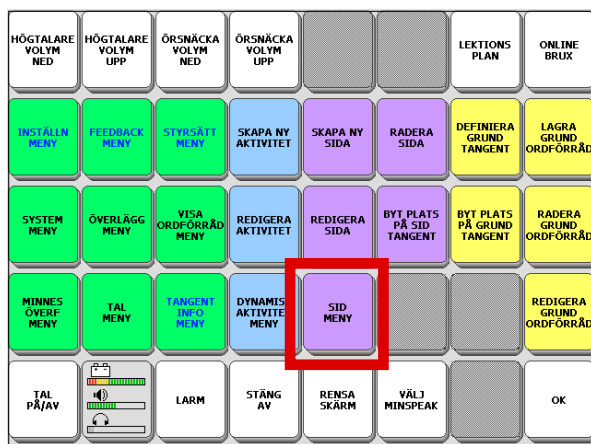 HÖGTALARE
VOLYM
NED
HÖGTALARE
VOLYM
UPP
ÖRSNÄCKA
VOLYM
NED
ÖRSNÄCKA
VOLYM
UPP
LEKTIONS
PLAN
ONLINE
BRUX
INSTÄLLN
MENY
FEEDBACK
MENY
STYRSÄTT
MENY
SKAPA NY
AKTIVITET
SKAPA NY
SIDA
RADERA
SIDA
DEFINIERA
GRUND
TANGENT
LAGRA
GRUND
ORDFÖRRÅD
SYSTEM
MENY
ÖVERLÄGG
MENY
VISA
ORDFÖRRÅD
MENY
REDIGERA
AKTIVITET
REDIGERA
SIDA
BYT PLATS
PÅ SID
TANGENT
BYT PLATS
PÅ GRUND
TANGENT
RADERA
GRUND
ORDFÖRRÅD
MINNES
ÖVERF
MENY
TAL
MENY
TANGENT
INFO
MENY
DYNAMIS
AKTIVITE
MENY
SID
MENY
REDIGERA
GRUND
ORDFÖRRÅD
TAL
PÅ/AV
LARM
STÄNG
AV
RENSA
SKÄRM
VÄLJ
MINSPEAK
OK